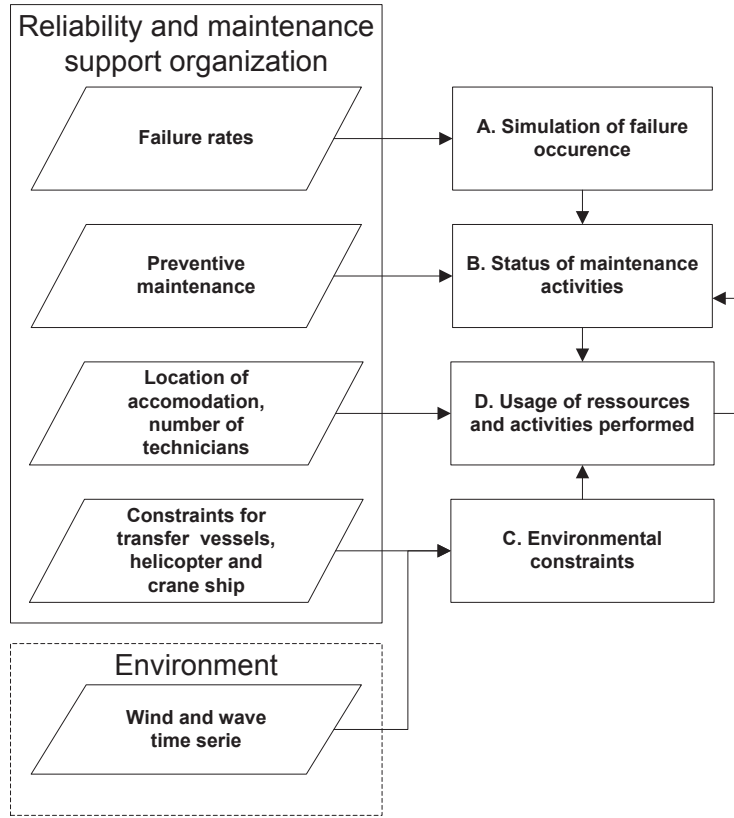 Reliability and maintenance
support organization
Failure rates
A. Simulation of failure
occurence
Preventive
maintenance
B. Status of maintenance
activities
Location of
accomodation,
number of
technicians
D. Usage of ressources
and activities performed
Constraints for
transfer vessels,
helicopter and
crane ship
C. Environmental
constraints
Environment
Wind and wave
time serie